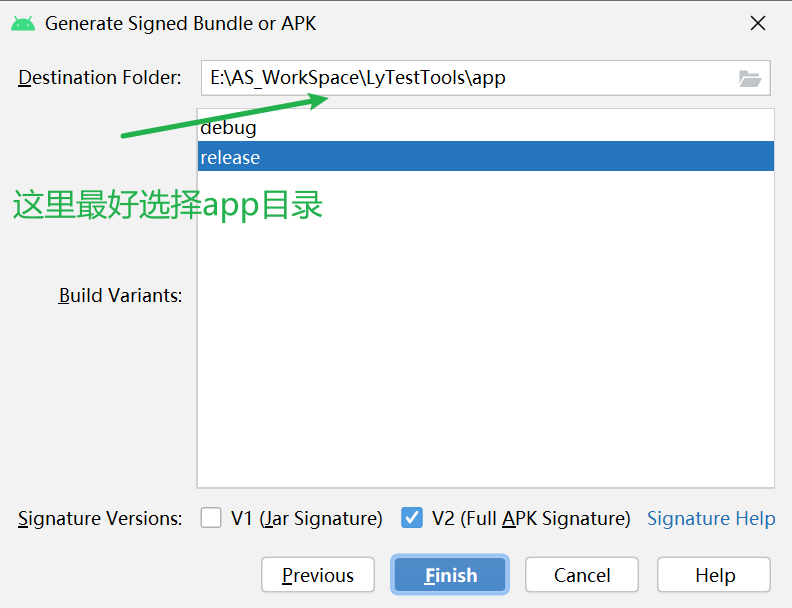 Generate Signed Bundle or APK
Destination Folder: E:\AS_WorkSpace\LyTestTools\app
debug
release
这里最好选择app目录
Build Variants:
Signature Versions: V1 (Jar Signature) V2 (Full APK Signature) Signature Help
Previous Finish Cancel Help